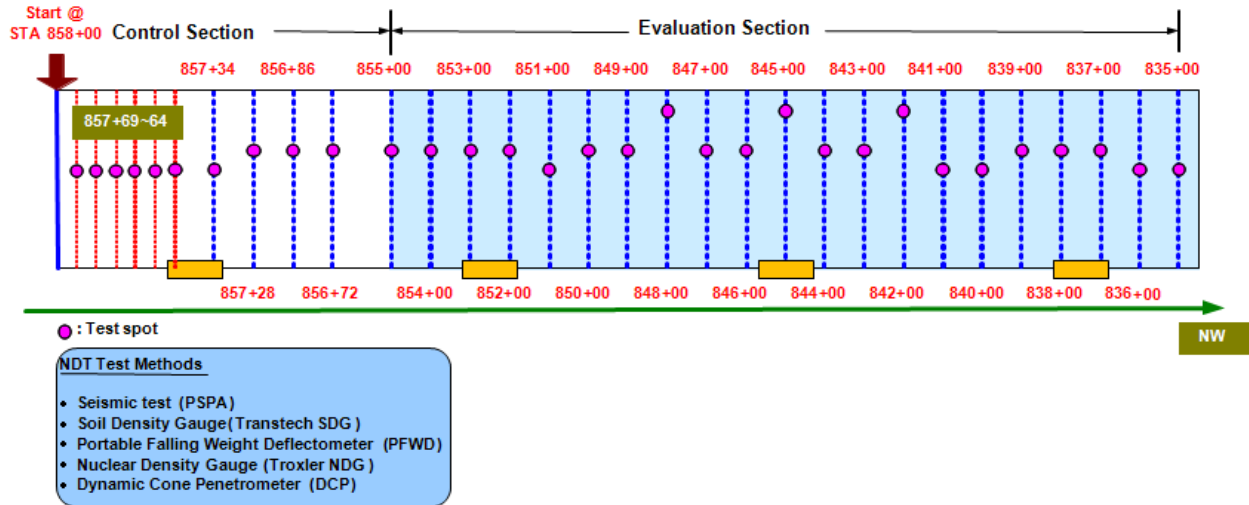 Start @
STA 858+00 Control Section
Evaluation Section
857+34 856+86 855+00 853+00 851+00 849+00 847+00 845+00 843+00 841+00 839+00 837+00 835+00
857+69~64
857+28 856+72 854+00 852+00 850+00 848+00 846+00 844+00 842+00 840+00 838+00 836+00
: Test spot
NW
NDT Test Methods
• Seismic test (PSPA)
• Soil Density Gauge(Transtech SDG)
• Portable Falling Weight Deflectometer (PFWD)
• Nuclear Density Gauge (Troxler NDG)
• Dynamic Cone Penetrometer (DCP)